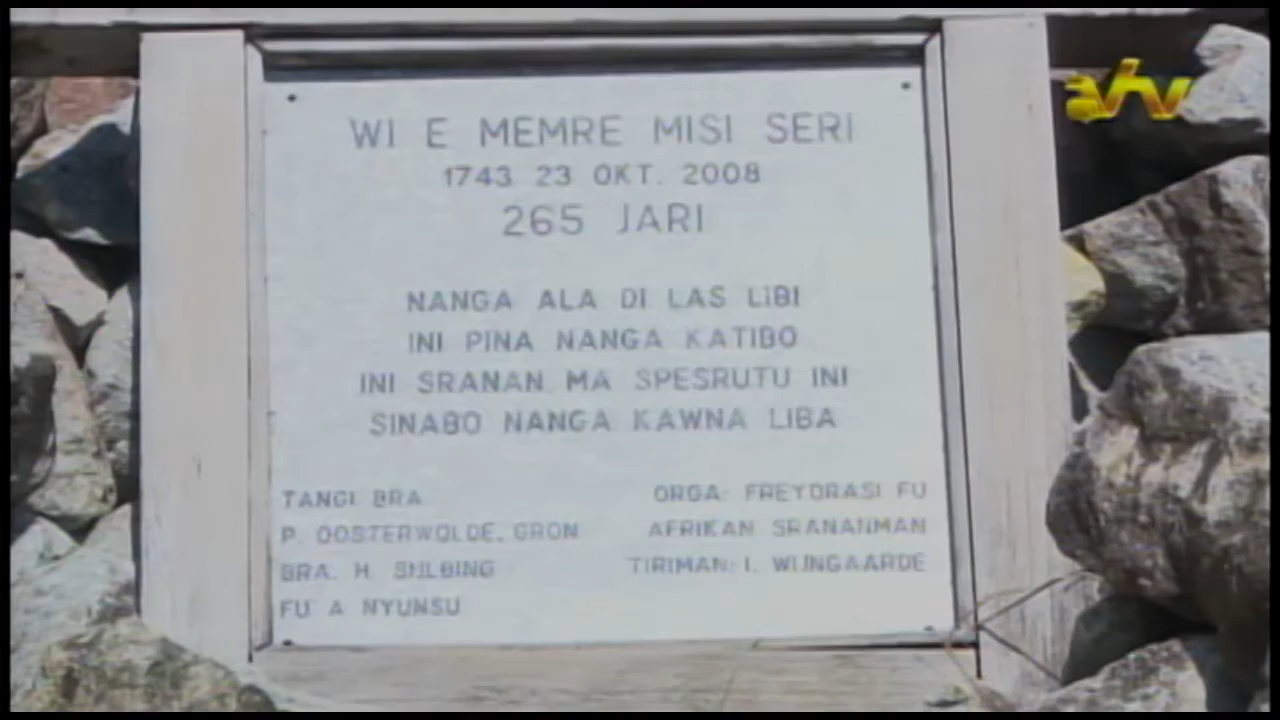 WI E MEMRE MISI SERI
1743 23 OKT. 2008
265 JARI
NANGA ALA DI LAS LIBI
INI PINA NANGA KATIBO
INI SRANAN MA SPESRUTU INI
SINABO NANGA KAWNA LIBA
TANGI BRA
P. OOSTERWOLDE, GRON
BRA. H. SILBING
FU A NYUNSU
ORGA: FREYDRASI FU
AFRIKAN SRANANMAN
TIRIMAN: I. WIJNGAARDE
atv